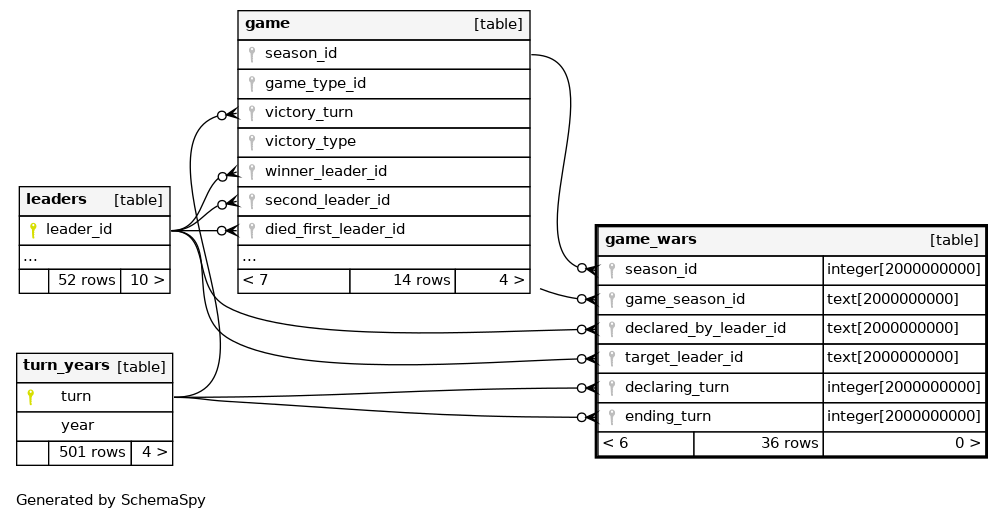 game [table]
season_id
game_type_id
victory_turn
victory_type
winner_leader_id
second_leader_id
died_first_leader_id
...
< 7 14 rows 4 >
leaders [table]
leader_id
...
52 rows 10 >
game_wars [table]
season_id integer[2000000000]
game_season_id text[2000000000]
declared_by_leader_id text[2000000000]
target_leader_id text[2000000000]
declaring_turn integer[2000000000]
ending_turn integer[2000000000]
< 6 36 rows 0 >
turn_years [table]
turn
year
501 rows 4 >
Generated by SchemaSpy